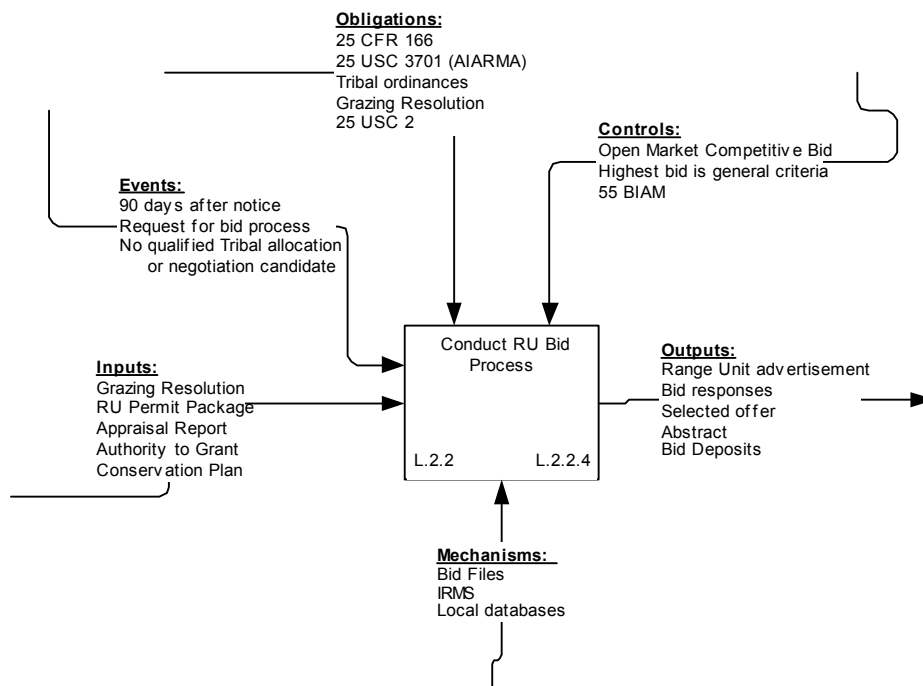 Obligations:
25 CFR 166
25 USC 3701 (AIARMA)
Tribal ordinances
Grazing Resolution
25 USC 2
Controls:
Open Market Competitive Bid
Highest bid is general criteria
55 BIAM
Events:
90 days after notice
Request for bid process
No qualified Tribal allocation
or negotiation candidate
Conduct RU Bid
Process
L.2.2
L.2.2.4
Inputs:
Grazing Resolution
RU Permit Package
Appraisal Report
Authority to Grant
Conservation Plan
Outputs:
Range Unit advertisement
Bid responses
Selected offer
Abstract
Bid Deposits
Mechanisms:
Bid Files
IRMS
Local databases